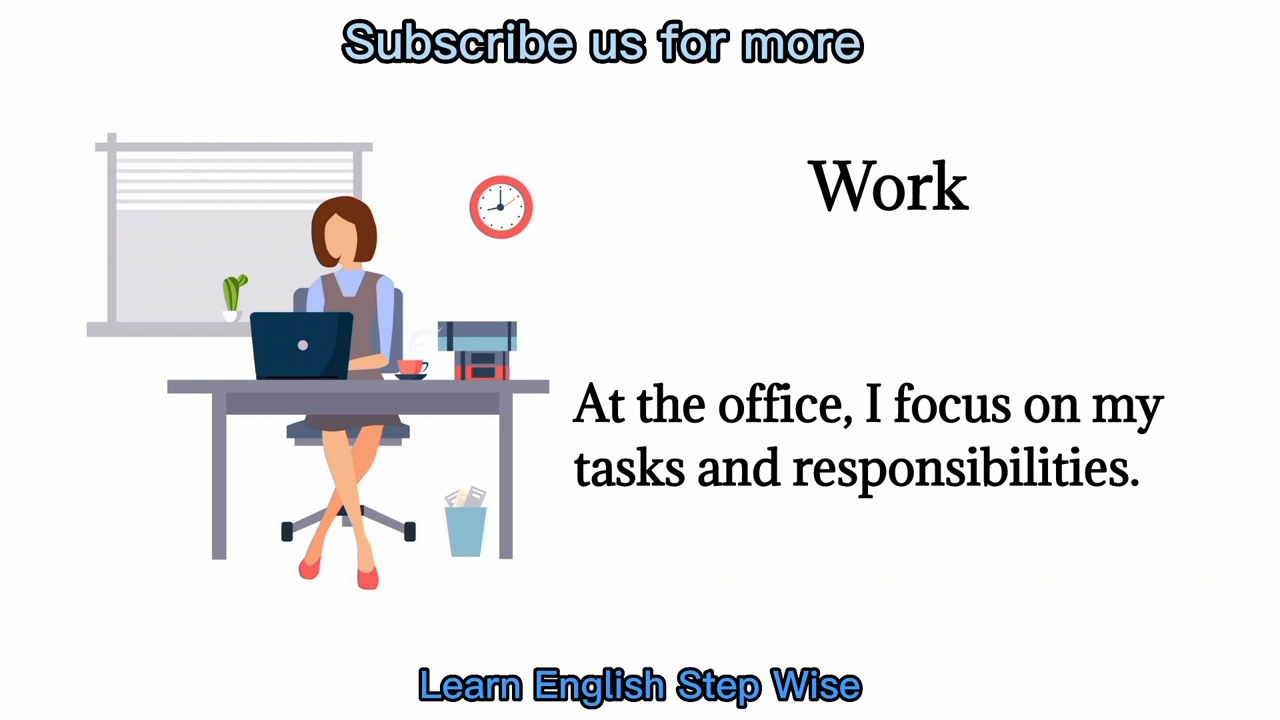 Subscribe us for more
Work
At the office, I focus on my
tasks and responsibilities.
Learn English Step Wise